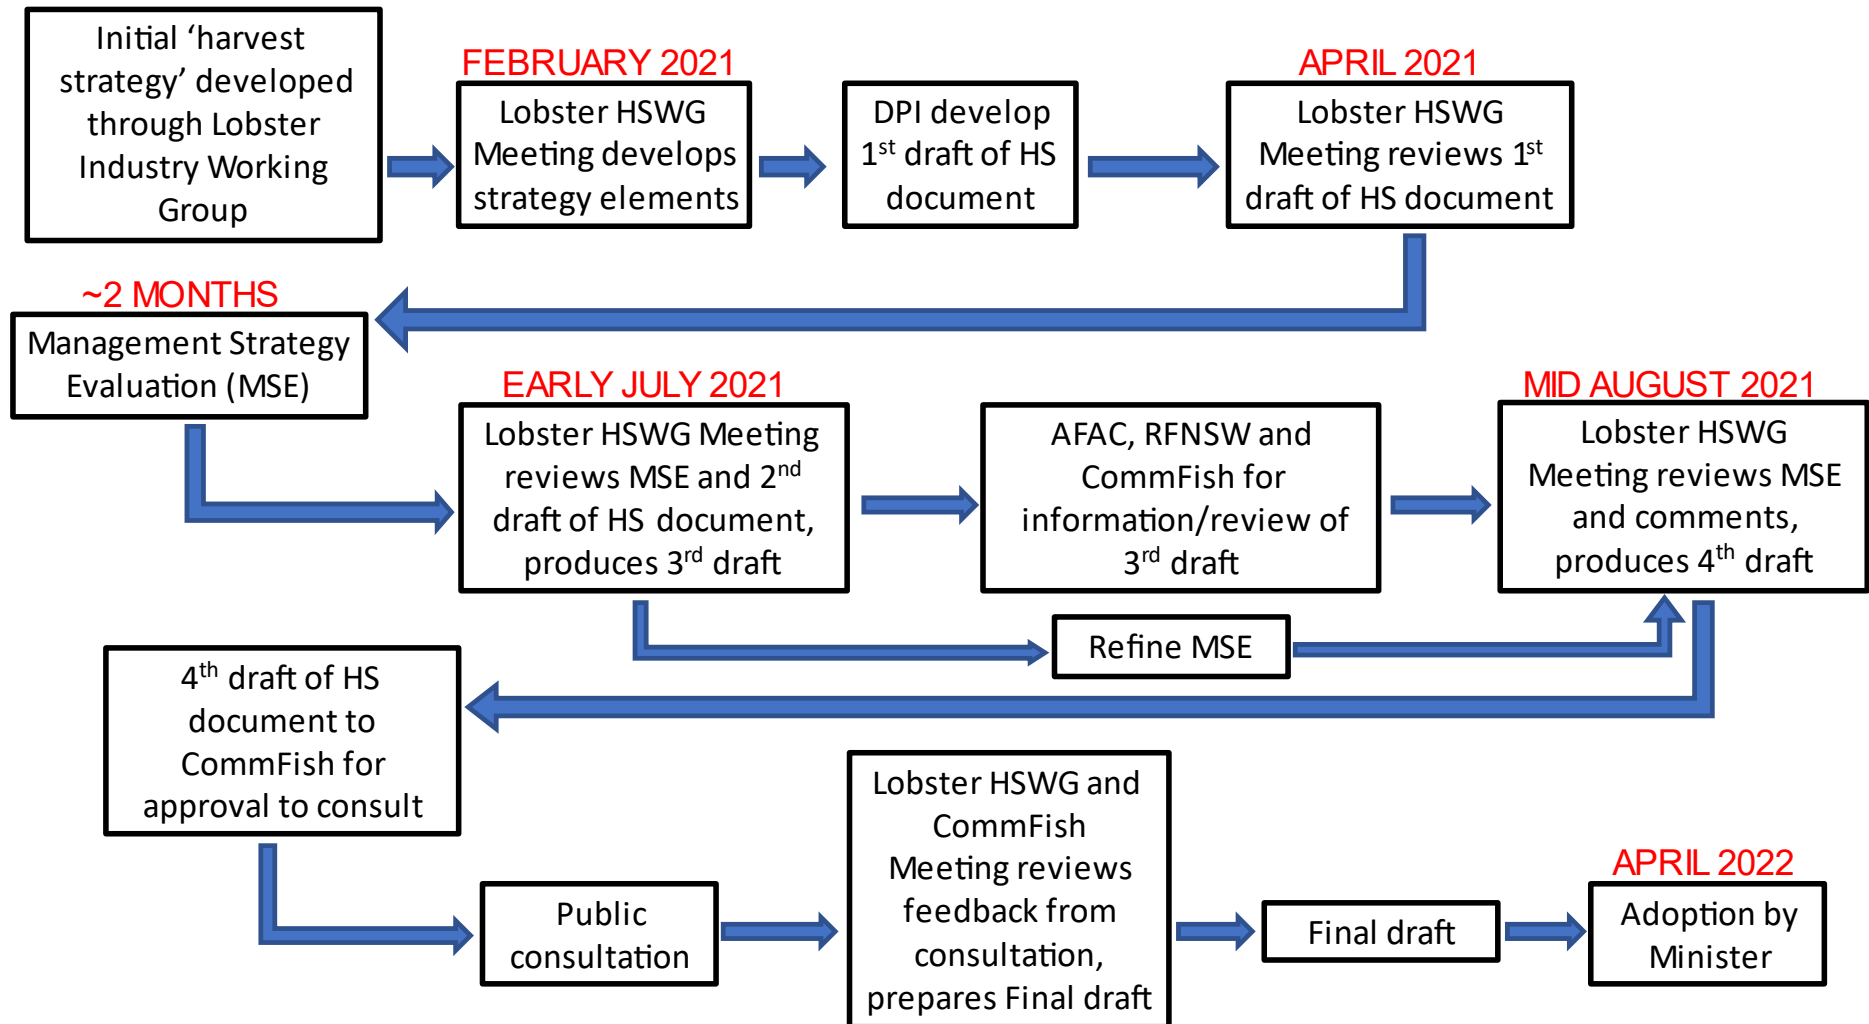 Initial ‘harvest
strategy’ developed
through Lobster
Industry Working
Group
FEBRUARY 2021
Lobster HSWG
Meeting develops
strategy elements
DPI develop
1st draft of HS
document
APRIL 2021
Lobster HSWG
Meeting reviews 1st
draft of HS document
~2 MONTHS
Management Strategy
Evaluation (MSE)
EARLY JULY 2021
Lobster HSWG Meeting
reviews MSE and 2nd
draft of HS document,
produces 3rd draft
AFAC, RFNSW and
CommFish for
information/review of
3rd draft
MID AUGUST 2021
Lobster HSWG
Meeting reviews MSE
and comments,
produces 4th draft
Refine MSE
4th draft of HS
document to
CommFish for
approval to consult
Public
consultation
Lobster HSWG and
CommFish
Meeting reviews
feedback from
consultation,
prepares Final draft
Final draft
APRIL 2022
Adoption by
Minister